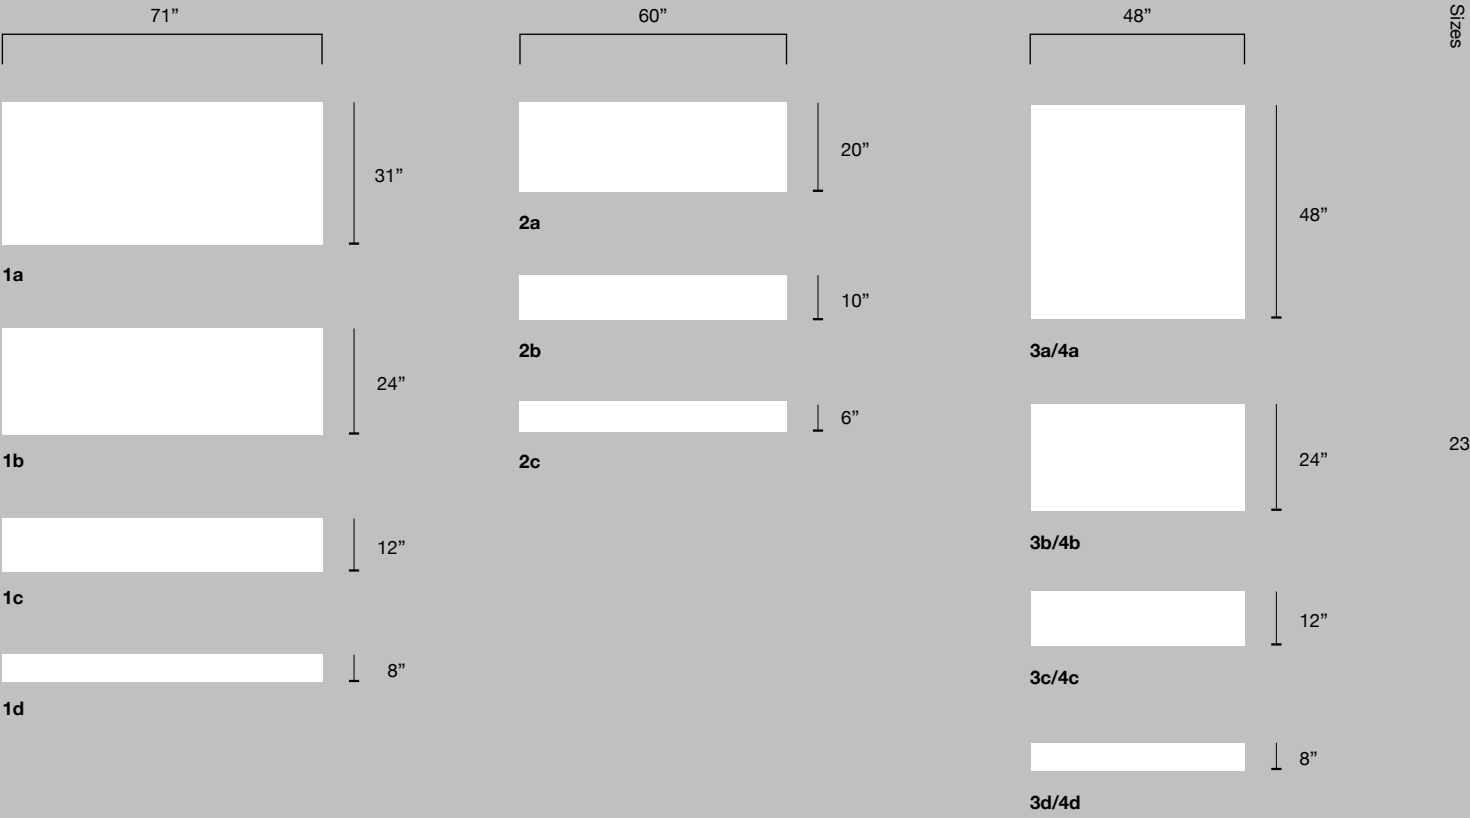 71”
31”
1a
24”
1b
12”
1c
8”
1d
60”
20”
2a
10”
2b
6”
2c
48”
48”
3a/4a
24”
3b/4b
12”
3c/4c
8”
3d/4d
Sizes
23